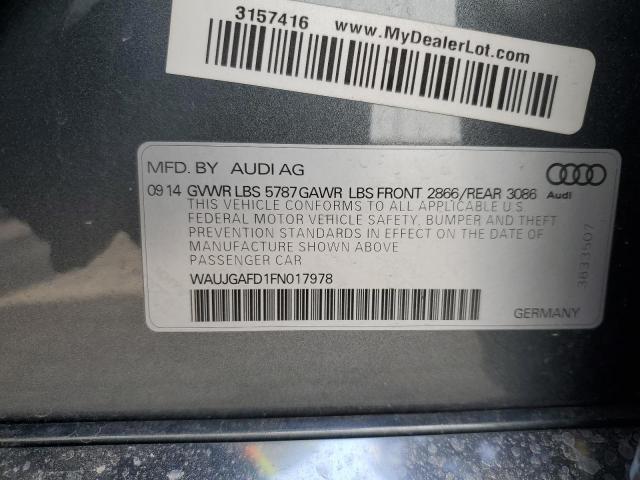 3157416
www.MyDealerLot.com
MFD. BY AUDI AG
09 14 GVWR LBS 5787 GAWR LBS FRONT 2866/REAR 3086
THIS VEHICLE CONFORMS TO ALL APPLICABLE U.S
FEDERAL MOTOR VEHICLE SAFETY, BUMPER AND THEFT
PREVENTION STANDARDS IN EFFECT ON THE DATE OF
MANUFACTURE SHOWN ABOVE
PASSENGER CAR
WAUJGAFD1FN017978
Audi
3633507
GERMANY